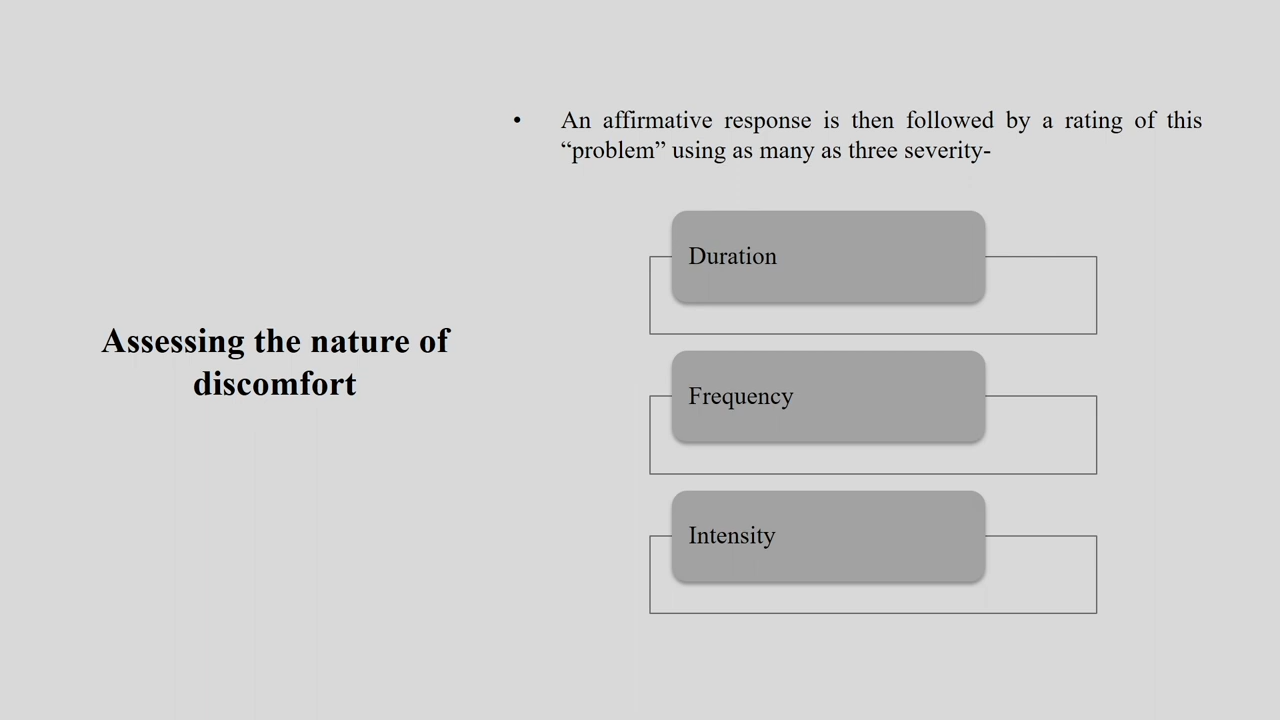 Assessing the nature of
discomfort
• An affirmative response is then followed by a rating of this
“problem” using as many as three severity-
Duration
Frequency
Intensity